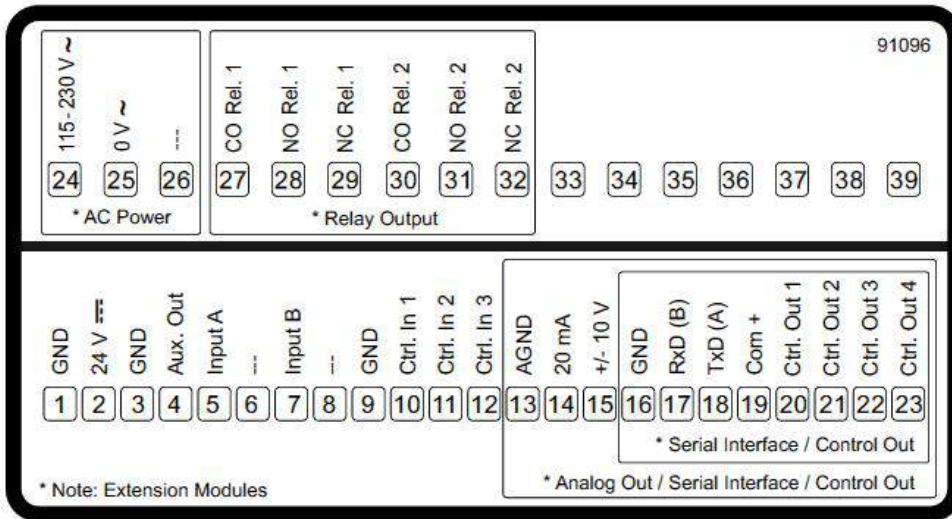 91096
115 - 230 V ~
0 V ~
---
CO Rel. 1
NO Rel. 1
NC Rel. 1
CO Rel. 2
NO Rel. 2
NC Rel. 2
24 25 26 27 28 29 30 31 32 33 34 35 36 37 38 39
* AC Power
* Relay Output
GND
24 V ⎓
GND
Aux. Out
Input A
---
Input B
---
GND
Ctrl. In 1
Ctrl. In 2
Ctrl. In 3
AGND
20 mA
+/- 10 V
GND
RxD (B)
TxD (A)
Com +
Ctrl. Out 1
Ctrl. Out 2
Ctrl. Out 3
Ctrl. Out 4
1 2 3 4 5 6 7 8 9 10 11 12 13 14 15 16 17 18 19 20 21 22 23
* Serial Interface / Control Out
* Note: Extension Modules
* Analog Out / Serial Interface / Control Out